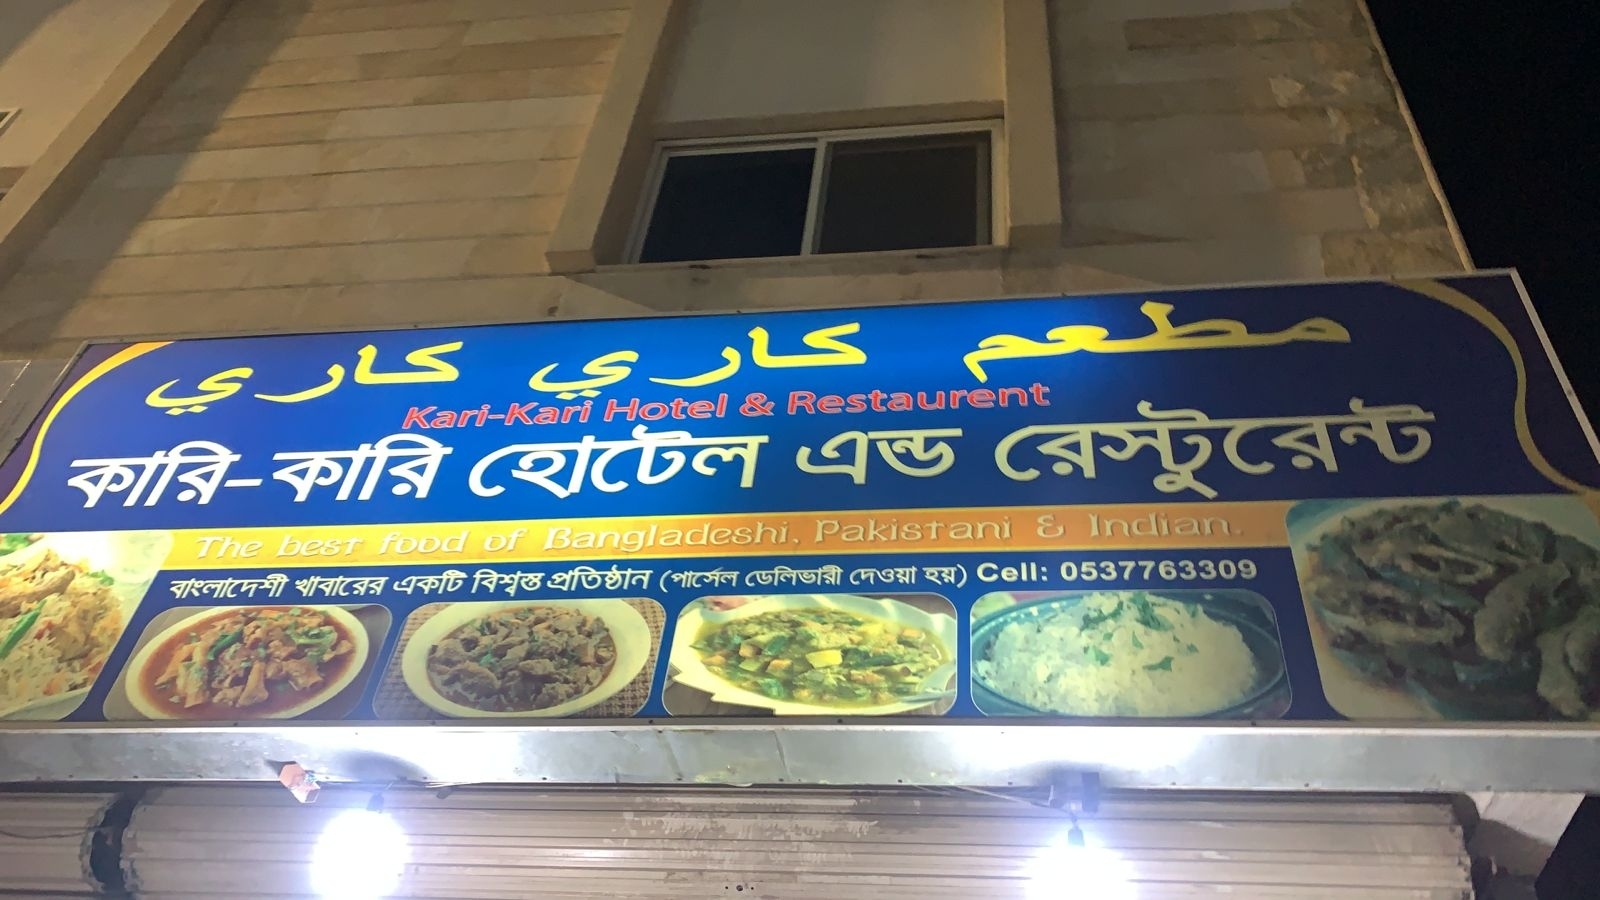 مطعم كاري كاري
Kari-Kari Hotel & Restaurent
কারি-কারি হোটেল এন্ড রেস্টুরেন্ট
The best food of Bangladeshi, Pakistani & Indian.
বাংলাদেশী খাবারের একটি বিশ্বস্ত প্রতিষ্ঠান (পার্সেল ডেলিভারী দেওয়া হয়) Cell: 0537763309